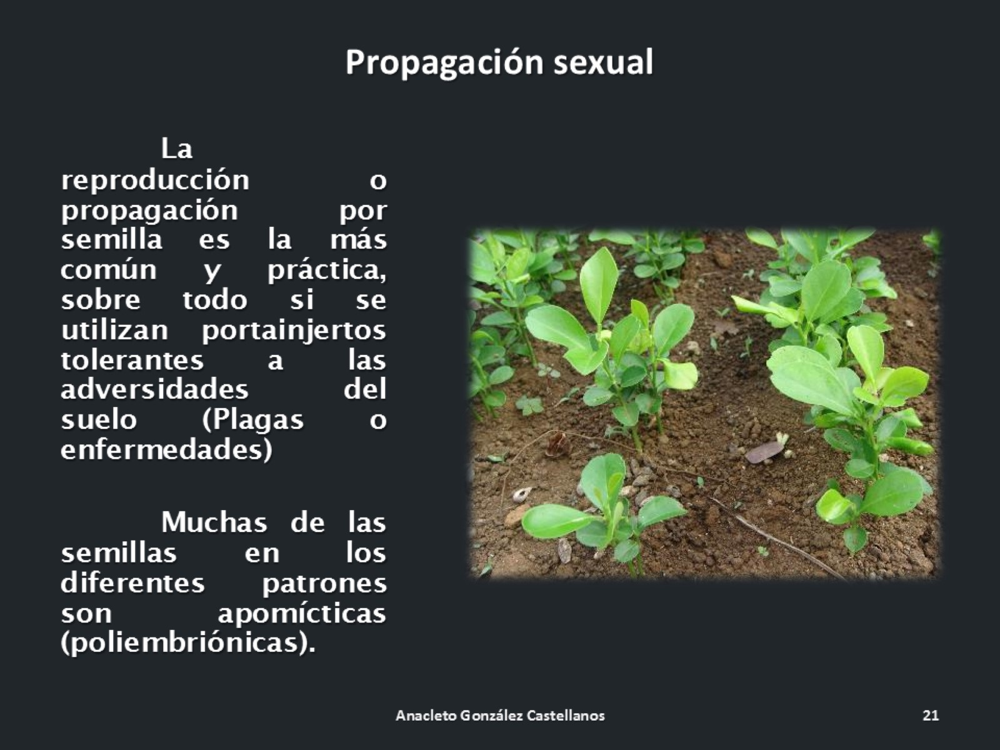 Propagación sexual
La
reproducción o
propagación por
semilla es la más
común y práctica,
sobre todo si se
utilizan portainjertos
tolerantes a las
adversidades del
suelo (Plagas o
enfermedades)
Muchas de las
semillas en los
diferentes patrones
son apomícticas
(poliembriónicas).
Anacleto González Castellanos
21